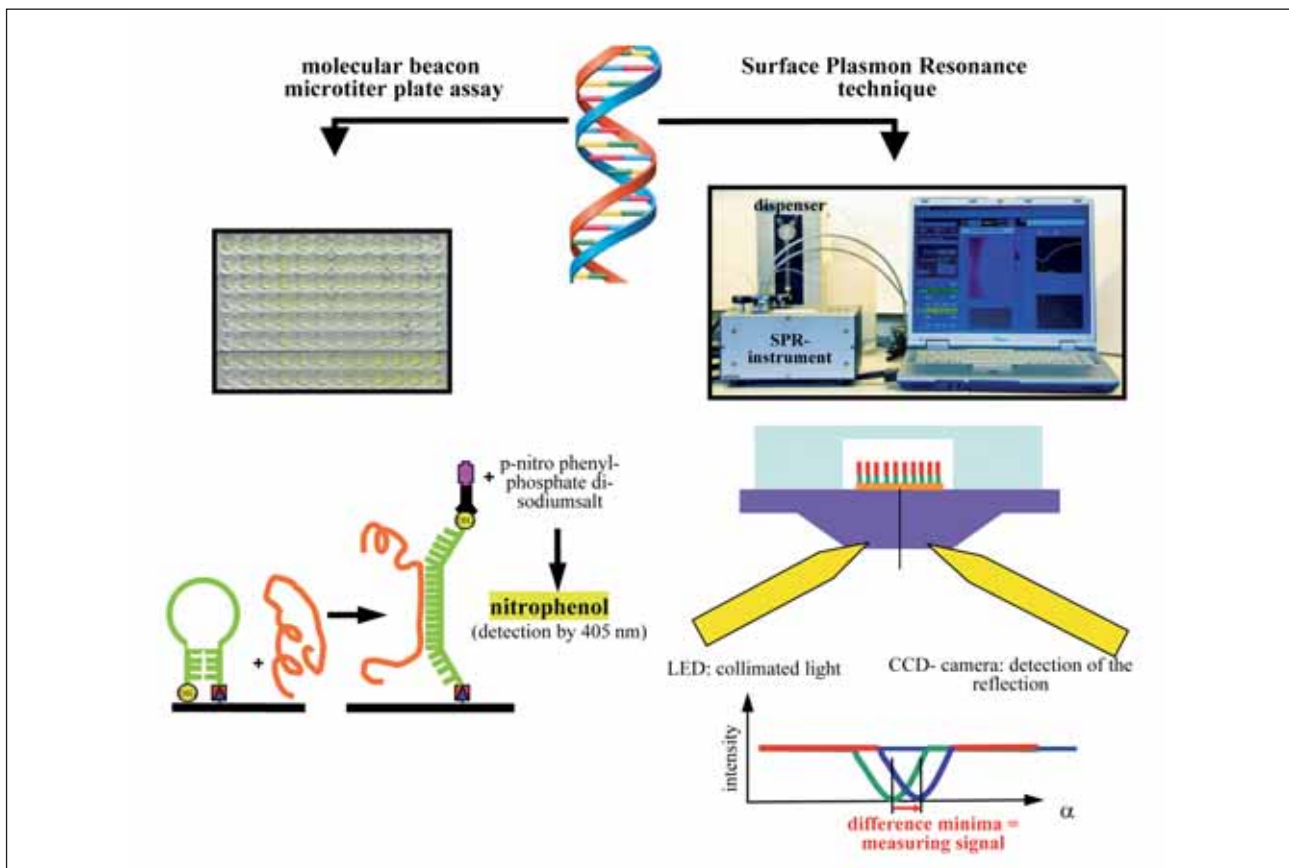 molecular beacon
microtiter plate assay
Surface Plasmon Resonance
technique
dispenser
SPR-
instrument
+ p-nitro phenyl-
phosphate di-
sodiumsalt
nitrophenol
(detection by 405 nm)
+
LED: collimated light
CCD- camera: detection of the
reflection
intensity
α
difference minima =
measuring signal